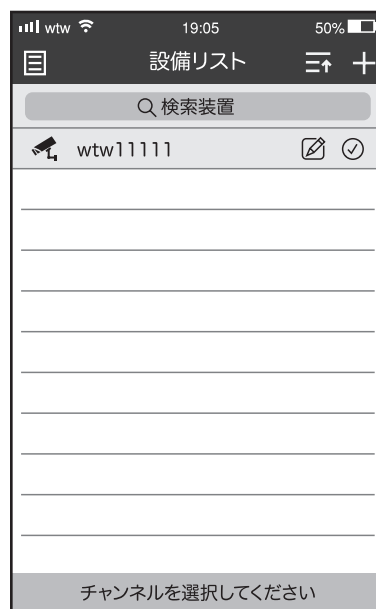 wtw 19:05 50%
設備リスト
検索装置
wtw11111
チャンネルを選択してください